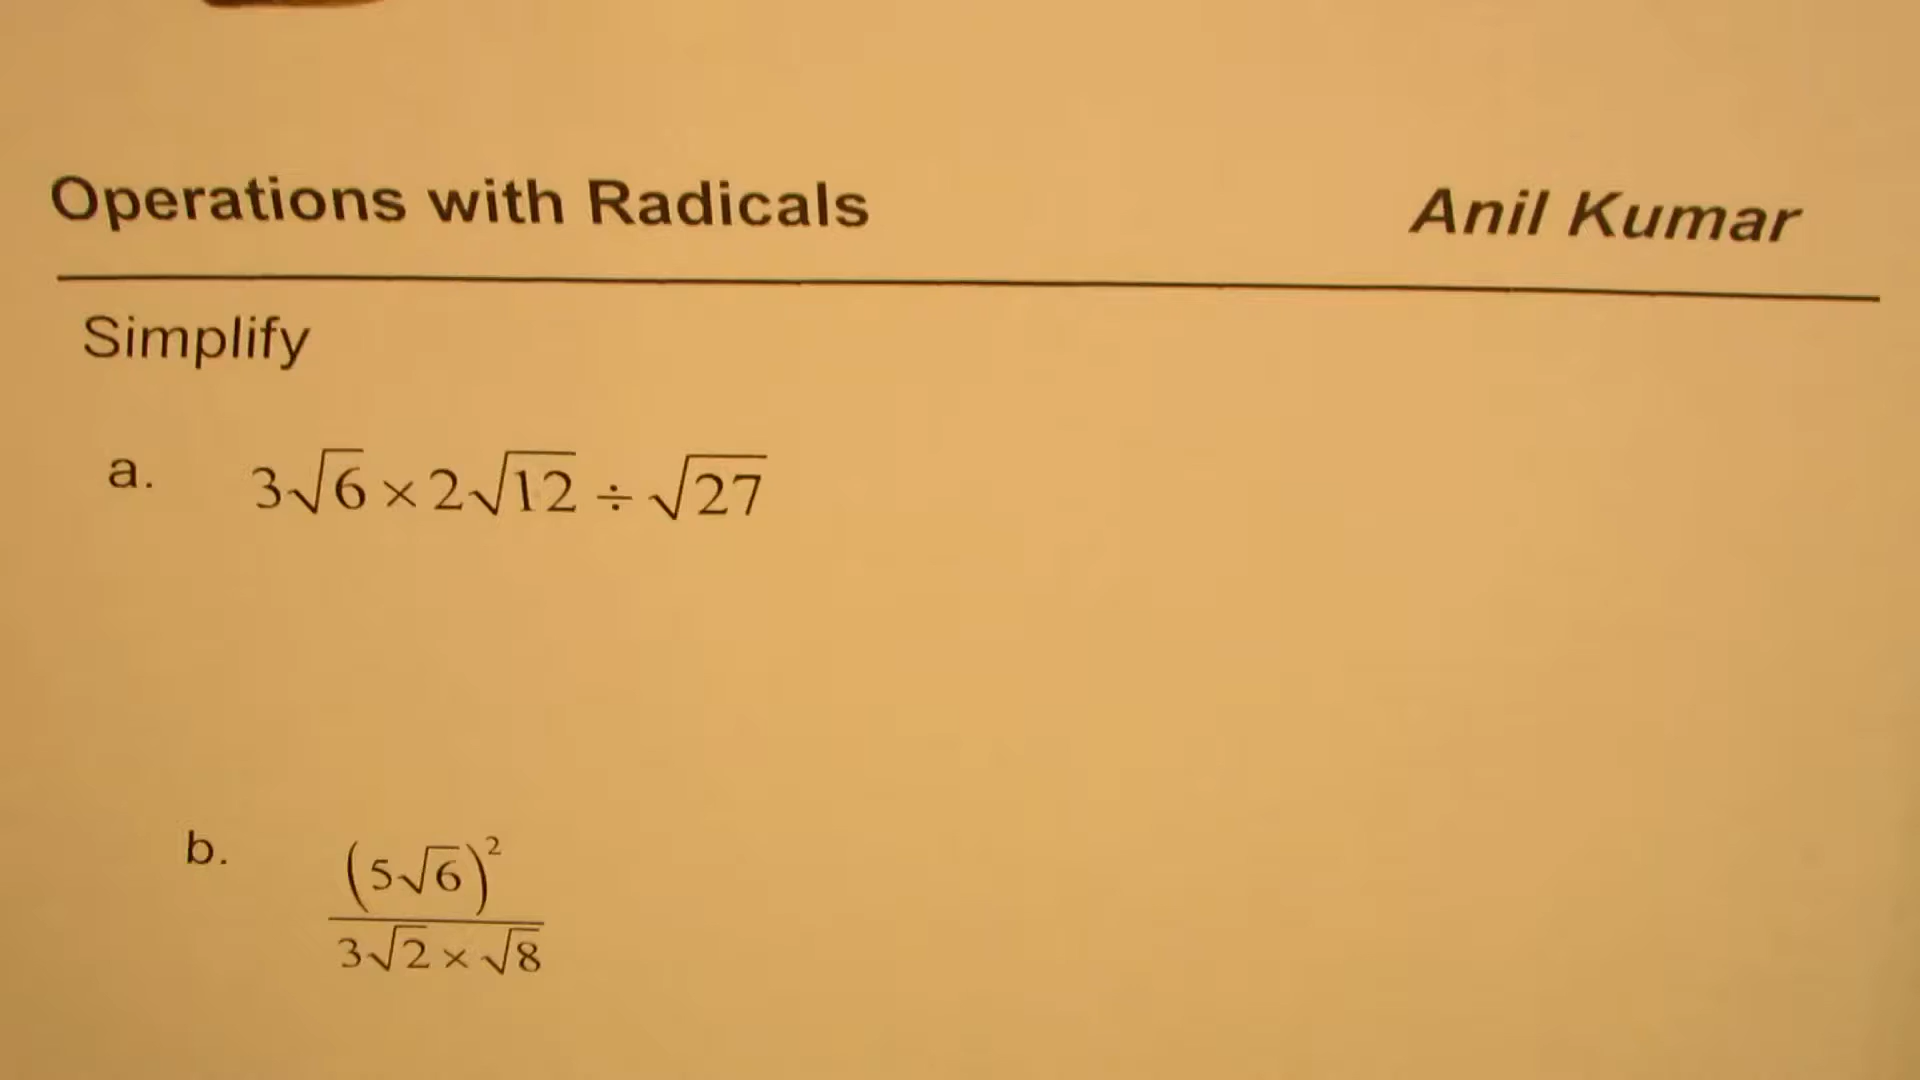 Operations with Radicals Anil Kumar
Simplify
a. 3√6 × 2√12 ÷ √27
b. (5√6)²
3√2 × √8